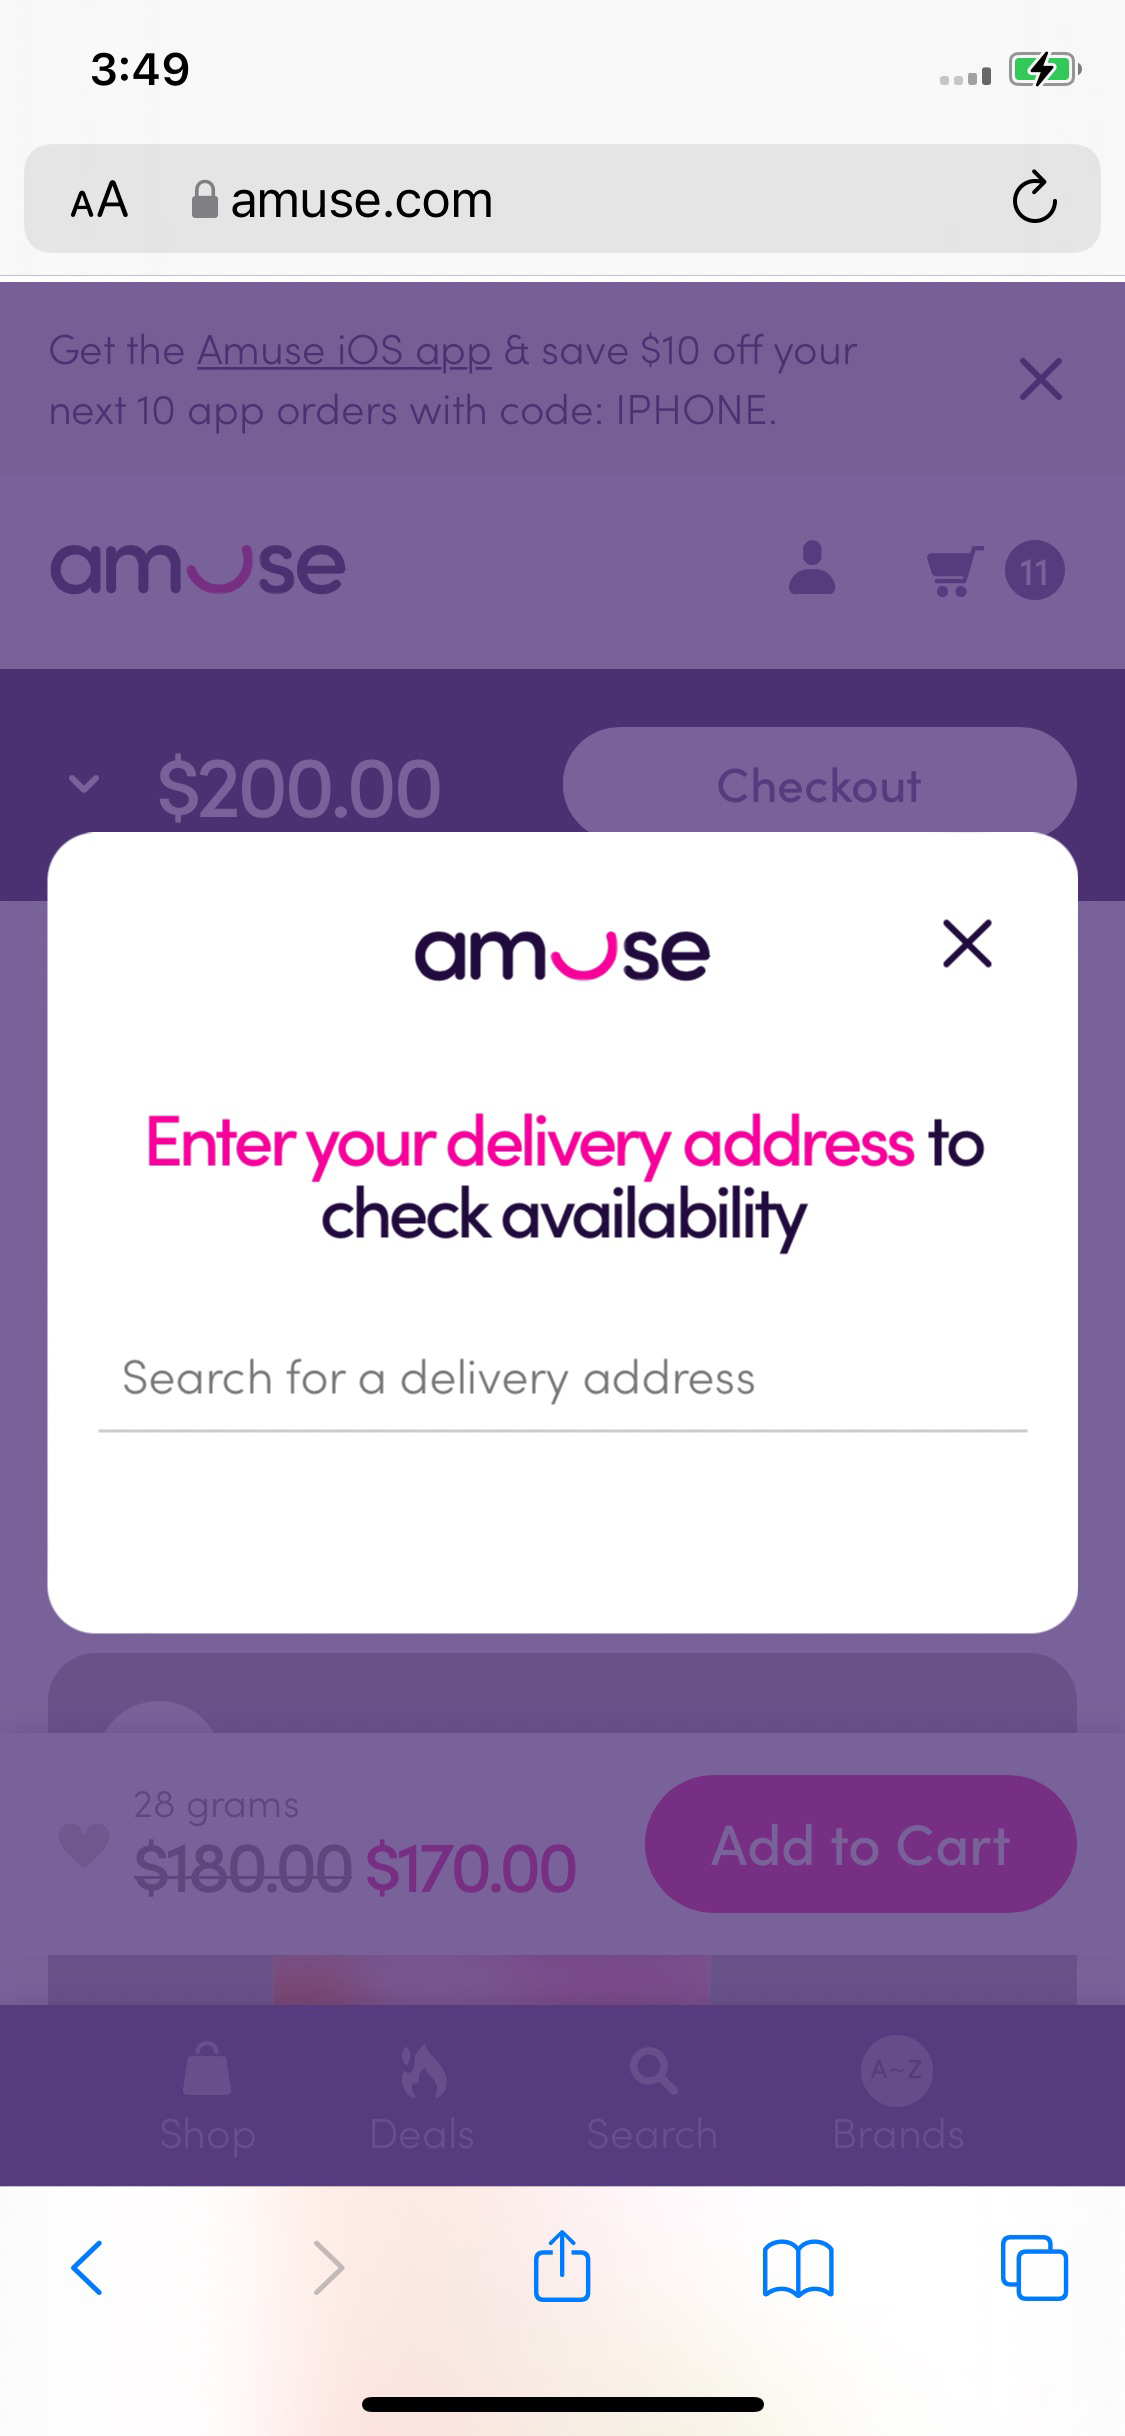 3:49
AA amuse.com
Get the Amuse iOS app & save $10 off your
next 10 app orders with code: IPHONE.
amuse 11
$200.00 Checkout
amuse
Enter your delivery address to
check availability
Search for a delivery address
28 grams
$180.00 $170.00
Add to Cart
A~Z
Shop Deals Search Brands